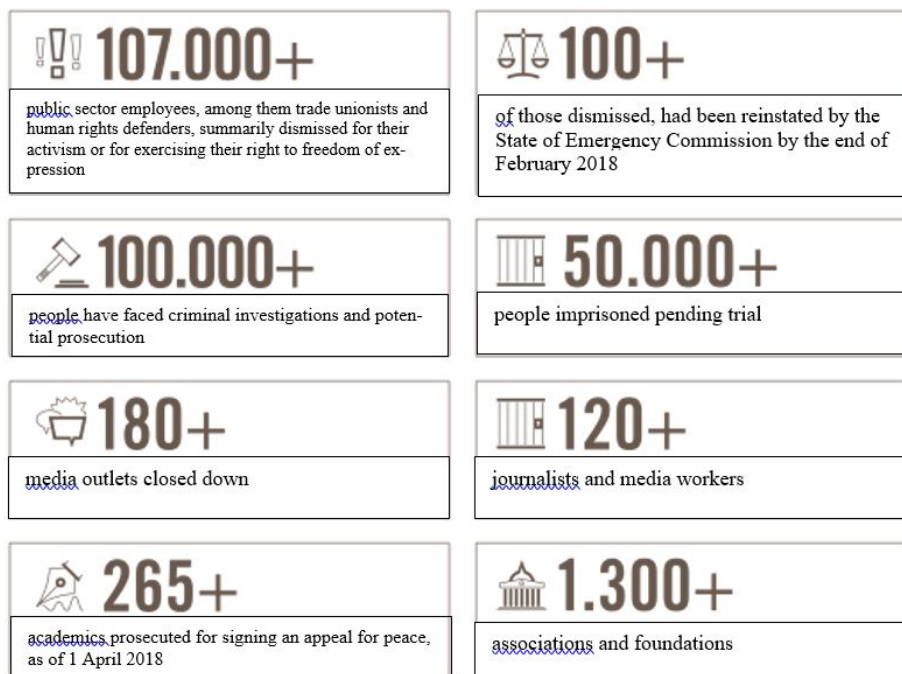 107.000+
public sector employees, among them trade unionists and
human rights defenders, summarily dismissed for their
activism or for exercising their right to freedom of ex-
pression
100+
of those dismissed, had been reinstated by the
State of Emergency Commission by the end of
February 2018
100.000+
people have faced criminal investigations and poten-
tial prosecution
50.000+
people imprisoned pending trial
180+
media outlets closed down
120+
journalists and media workers
265+
academics prosecuted for signing an appeal for peace,
as of 1 April 2018
1.300+
associations and foundations